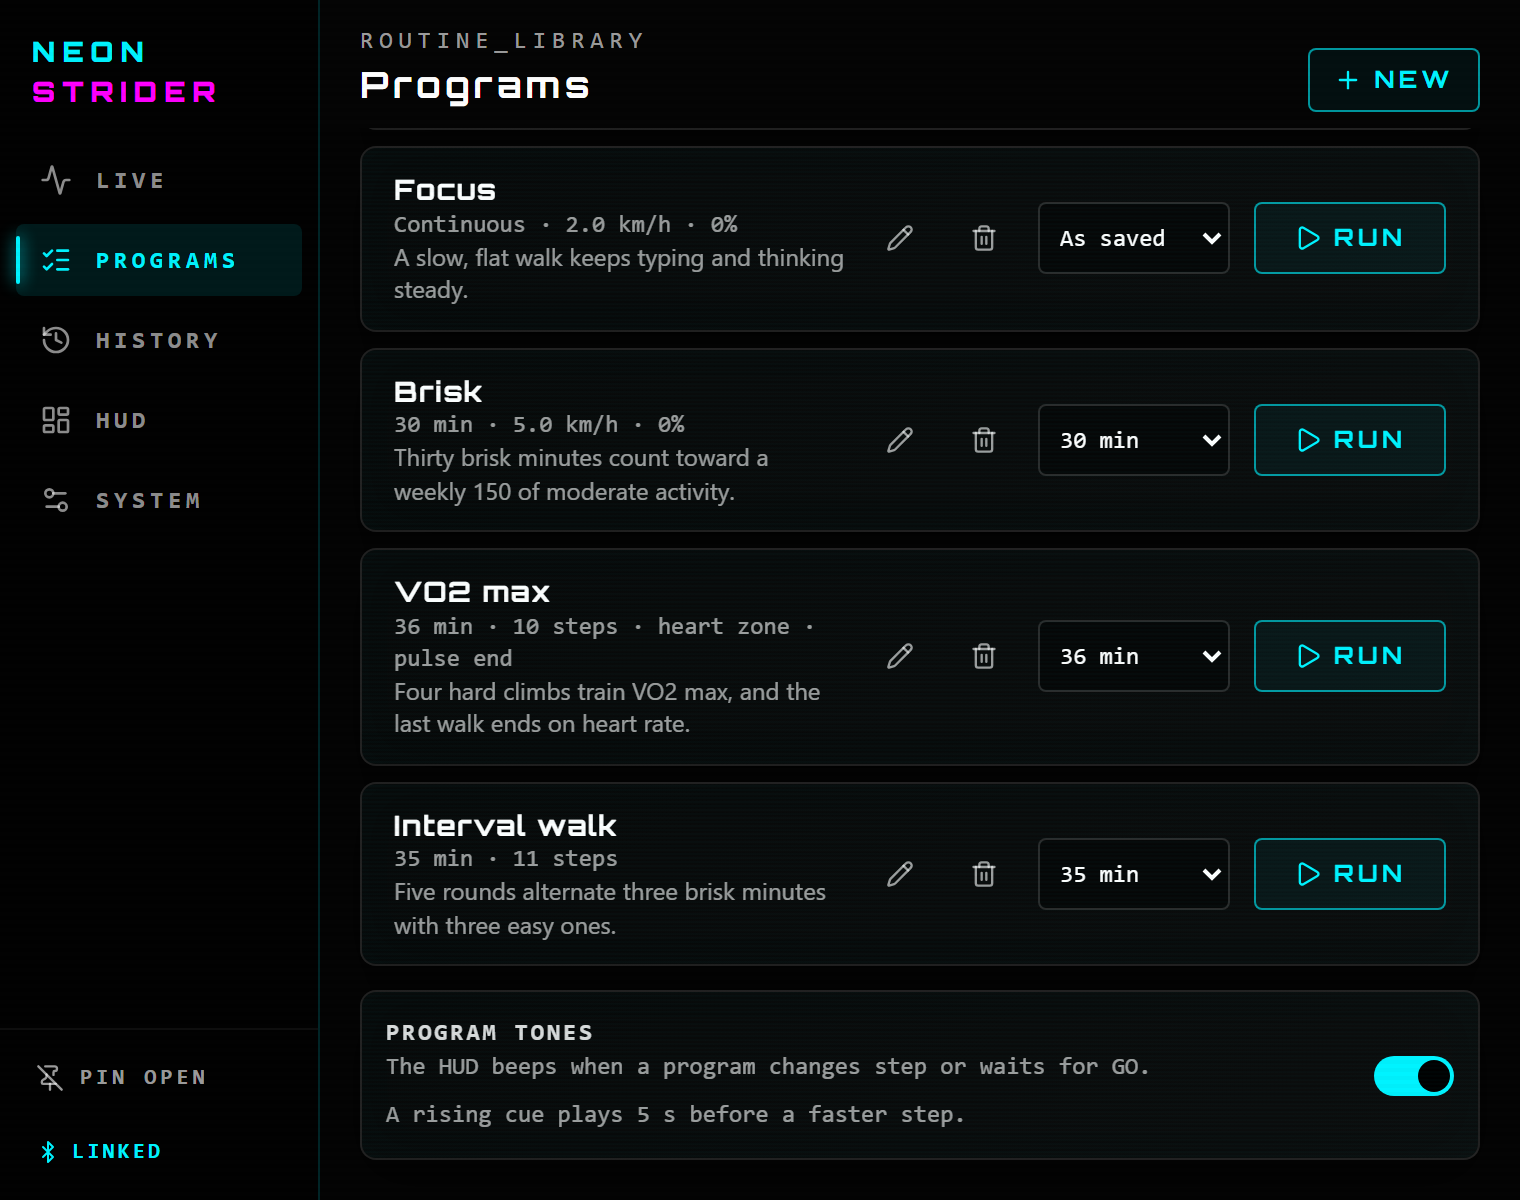 NEON
STRIDER
LIVE
PROGRAMS
HISTORY
HUD
SYSTEM
PIN OPEN
LINKED
ROUTINE_LIBRARY
Programs
+ NEW
Focus
Continuous · 2.0 km/h · 0%
A slow, flat walk keeps typing and thinking
steady.
As saved
RUN
Brisk
30 min · 5.0 km/h · 0%
Thirty brisk minutes count toward a
weekly 150 of moderate activity.
30 min
RUN
VO2 max
36 min · 10 steps · heart zone ·
pulse end
Four hard climbs train VO2 max, and the
last walk ends on heart rate.
36 min
RUN
Interval walk
35 min · 11 steps
Five rounds alternate three brisk minutes
with three easy ones.
35 min
RUN
PROGRAM TONES
The HUD beeps when a program changes step or waits for GO.
A rising cue plays 5 s before a faster step.